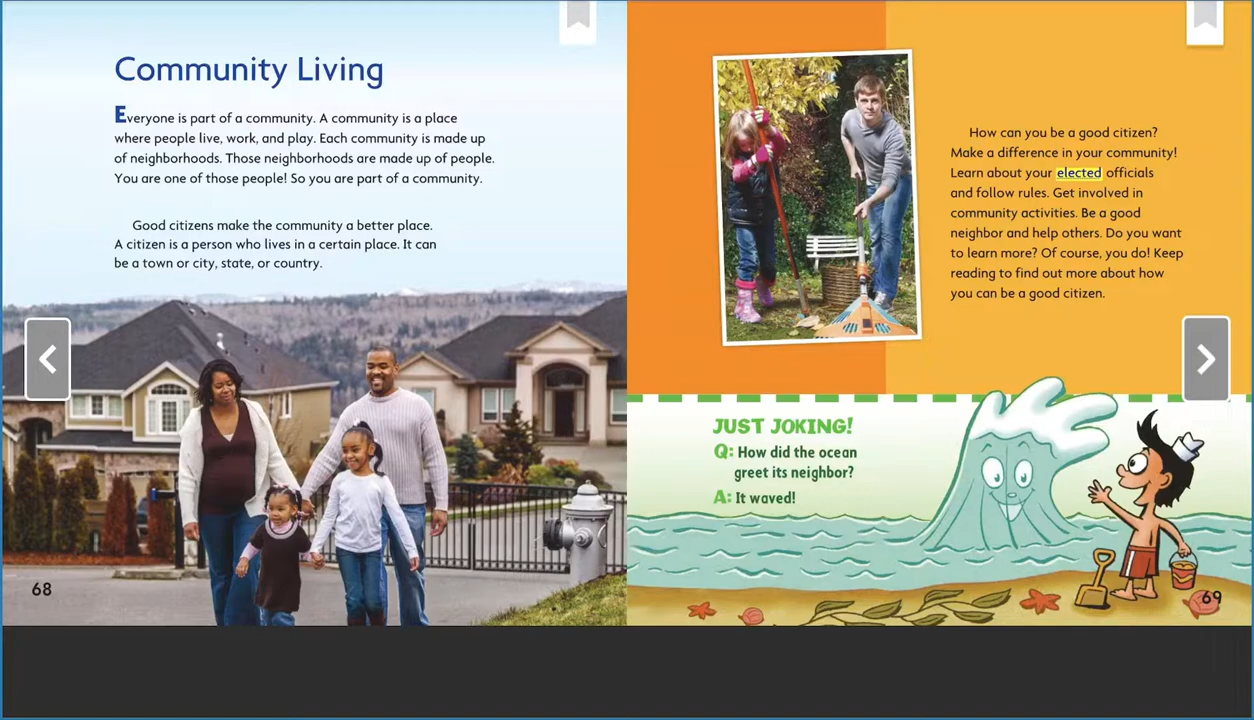 Community Living
Everyone is part of a community. A community is a place
where people live, work, and play. Each community is made up
of neighborhoods. Those neighborhoods are made up of people.
You are one of those people! So you are part of a community.
Good citizens make the community a better place.
A citizen is a person who lives in a certain place. It can
be a town or city, state, or country.
68
How can you be a good citizen?
Make a difference in your community!
Learn about your elected officials
and follow rules. Get involved in
community activities. Be a good
neighbor and help others. Do you want
to learn more? Of course, you do! Keep
reading to find out more about how
you can be a good citizen.
JUST JOKING!
Q: How did the ocean
greet its neighbor?
A: It waved!
69